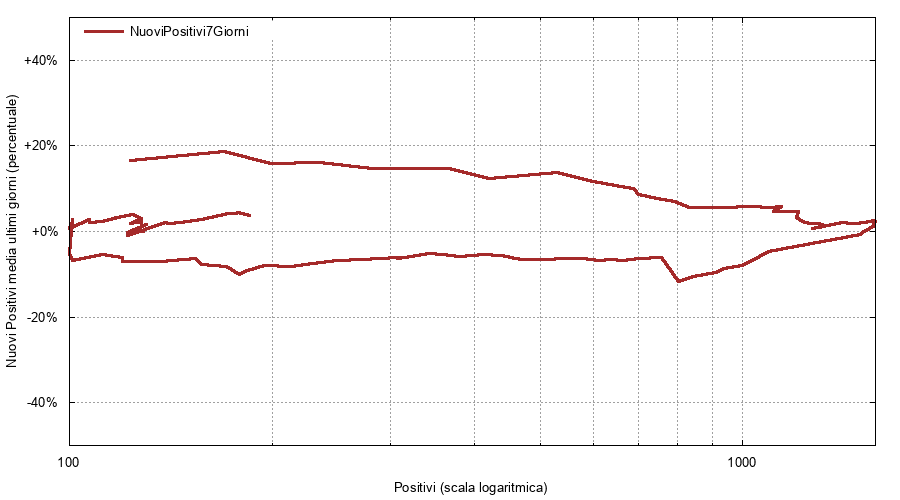 NuoviPositivi7Giorni
+40%
+20%
+0%
-20%
-40%
Nuovi Positivi media ultimi giorni (percentuale)
100
1000
Positivi (scala logaritmica)